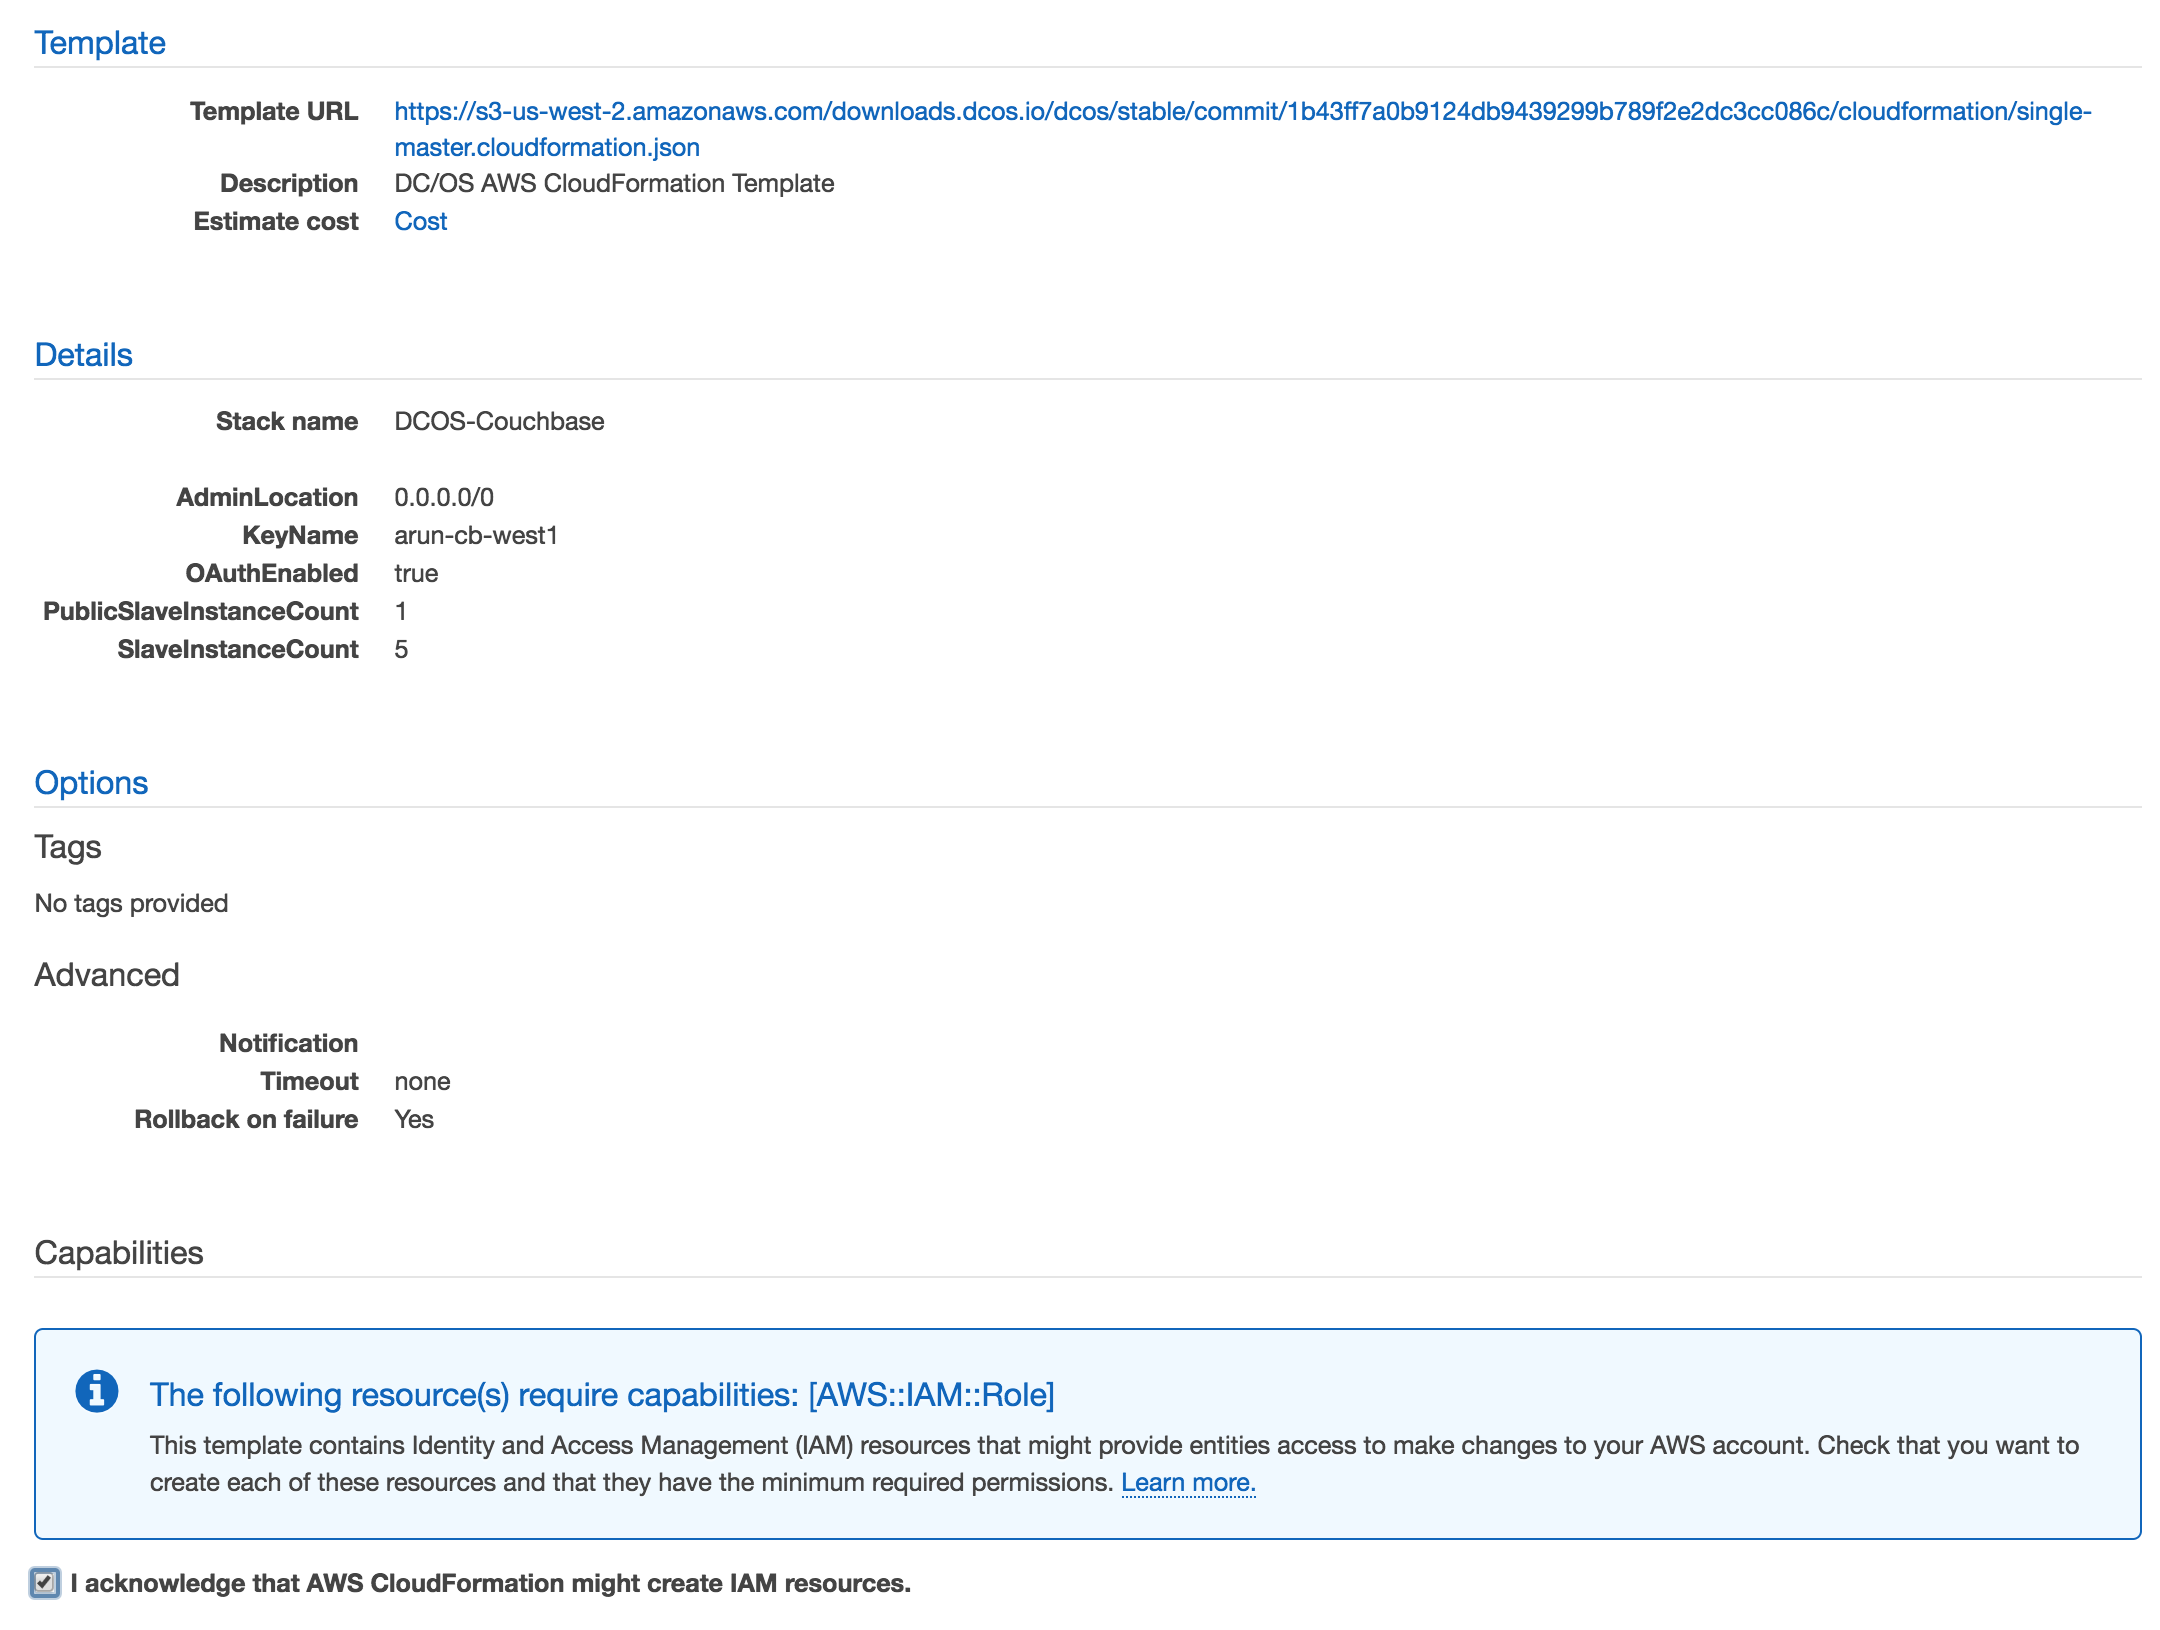 Template
Template URL https://s3-us-west-2.amazonaws.com/downloads.dcos.io/dcos/stable/commit/1b43ff7a0b9124db9439299b789f2e2dc3cc086c/cloudformation/single-
master.cloudformation.json
Description DC/OS AWS CloudFormation Template
Estimate cost Cost
Details
Stack name DCOS-Couchbase
AdminLocation 0.0.0.0/0
KeyName arun-cb-west1
OAuthEnabled true
PublicSlaveInstanceCount 1
SlaveInstanceCount 5
Options
Tags
No tags provided
Advanced
Notification
Timeout none
Rollback on failure Yes
Capabilities
The following resource(s) require capabilities: [AWS::IAM::Role]
This template contains Identity and Access Management (IAM) resources that might provide entities access to make changes to your AWS account. Check that you want to
create each of these resources and that they have the minimum required permissions. Learn more.
I acknowledge that AWS CloudFormation might create IAM resources.